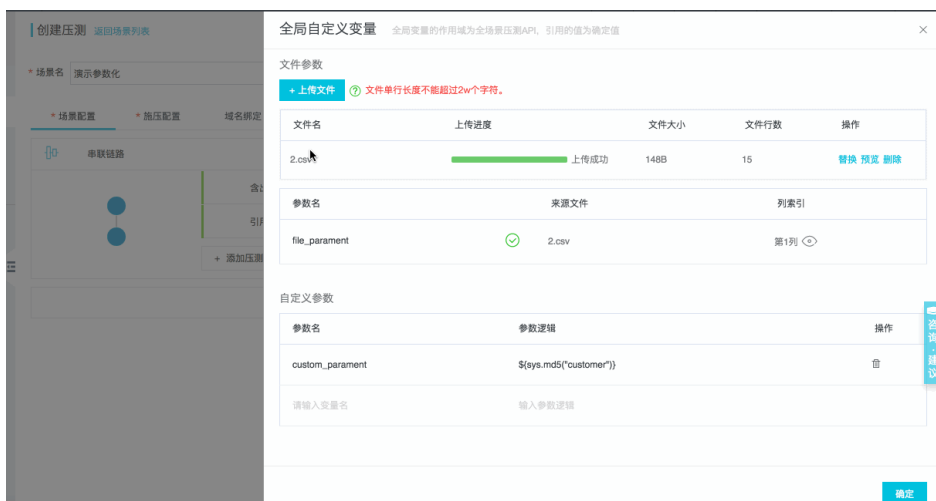 创建压测 返回场景列表
全局自定义变量 全局变量的作用域为全场景压测API，引用的值为确定值
* 场景名 演示参数化
文件参数
+ 上传文件 文件单行长度不能超过2w个字符。
* 场景配置 * 施压配置 域名绑定
文件名 上传进度 文件大小 文件行数 操作
串联链路
2.csv 上传成功 148B 15 替换 预览 删除
参数名 来源文件 列索引
引用
file_parament 2.csv 第1列
+ 添加压测
自定义参数
参数名 参数逻辑 操作
custom_parament ${sys.md5("customer")}
请输入变量名 输入参数逻辑
咨询·建议
确定